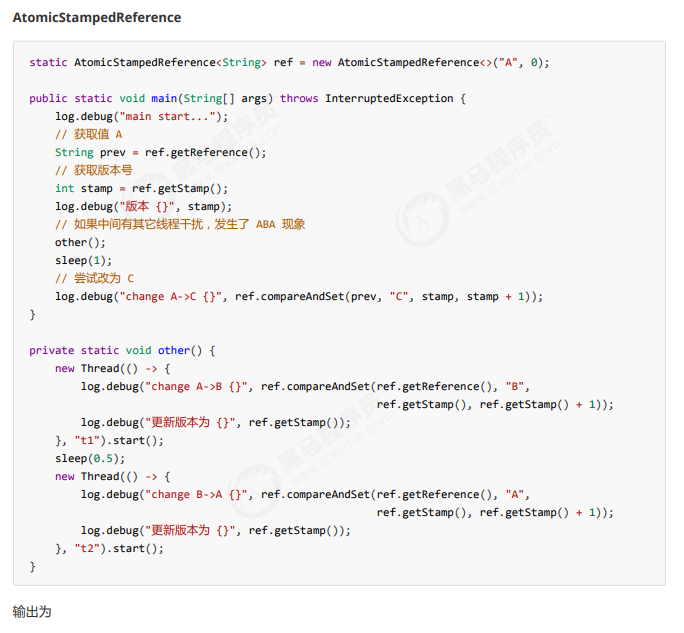 AtomicStampedReference
static AtomicStampedReference<String> ref = new AtomicStampedReference<>("A", 0);
public static void main(String[] args) throws InterruptedException {
log.debug("main start...");
// 获取值 A
String prev = ref.getReference();
// 获取版本号
int stamp = ref.getStamp();
log.debug("版本 {}", stamp);
// 如果中间有其它线程干扰，发生了 ABA 现象
other();
sleep(1);
// 尝试改为 C
log.debug("change A->C {}", ref.compareAndSet(prev, "C", stamp, stamp + 1));
}
private static void other() {
new Thread(() -> {
log.debug("change A->B {}", ref.compareAndSet(ref.getReference(), "B",
ref.getStamp(), ref.getStamp() + 1));
log.debug("更新版本为 {}", ref.getStamp());
}, "t1").start();
sleep(0.5);
new Thread(() -> {
log.debug("change B->A {}", ref.compareAndSet(ref.getReference(), "A",
ref.getStamp(), ref.getStamp() + 1));
log.debug("更新版本为 {}", ref.getStamp());
}, "t2").start();
}
输出为